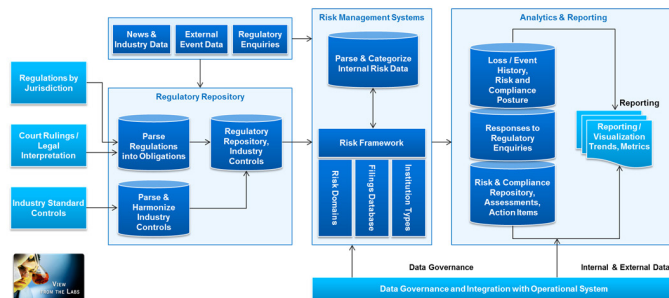 News &
Industry Data
External
Event Data
Regulatory
Enquiries
Risk Management Systems
Analytics & Reporting
Parse & Categorize
Internal Risk Data
Loss / Event
History,
Risk and
Compliance
Posture
Regulations by
Jurisdiction
Regulatory Repository
Reporting
Court Rulings /
Legal
Interpretation
Parse
Regulations
into Obligations
Regulatory
Repository,
Industry
Controls
Risk Framework
Responses to
Regulatory
Enquiries
Reporting /
Visualization
Trends, Metrics
Risk Domains
Filings Database
Institution Types
Industry Standard
Controls
Parse &
Harmonize
Industry
Controls
Risk & Compliance
Repository,
Assessments,
Action Items
View
from the Labs
Data Governance
Internal & External Data
Data Governance and Integration with Operational System